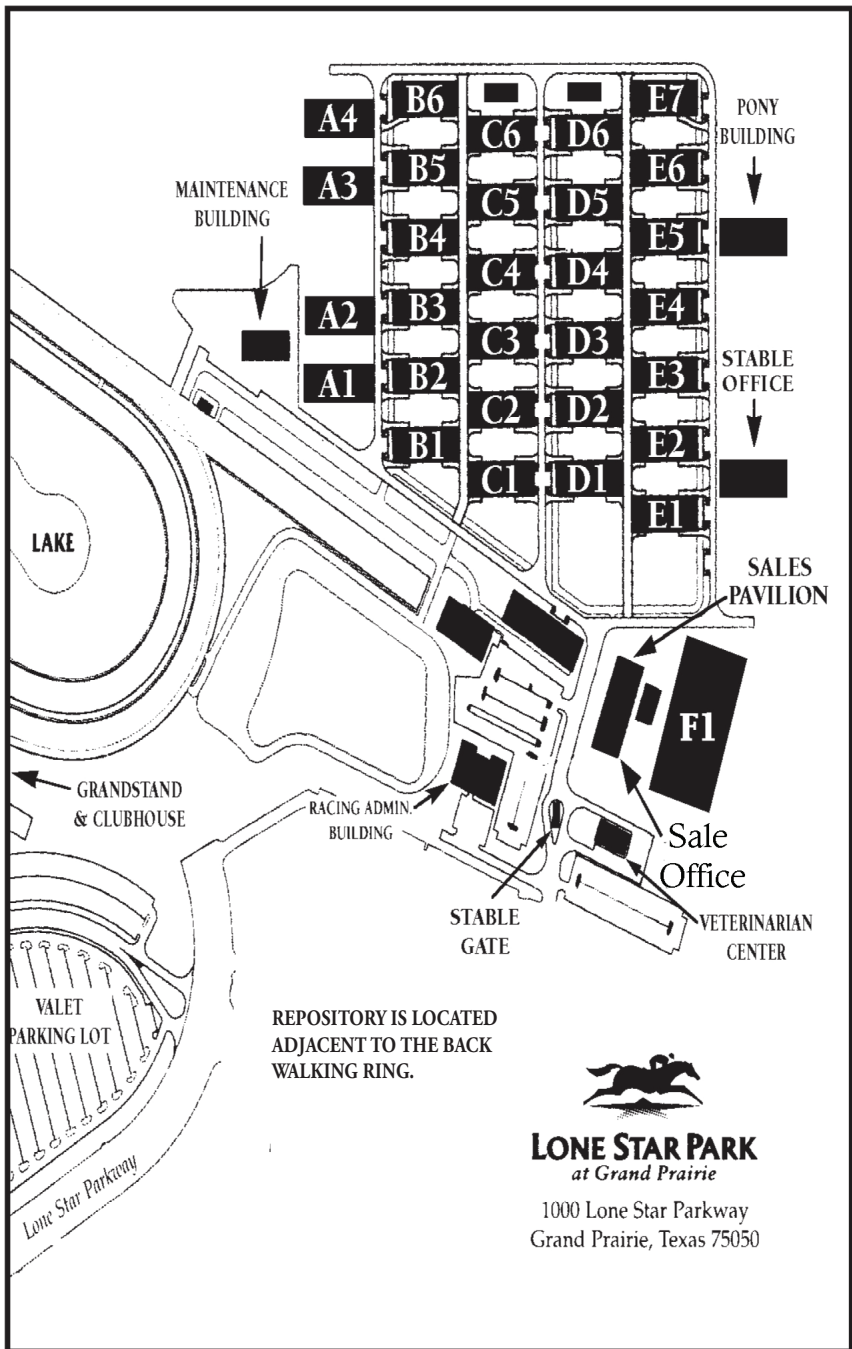 B6
E7
A4
PONY
BUILDING
C6
D6
B5
E6
A3
MAINTENANCE
BUILDING
C5
D5
B4
E5
C4
D4
A2
B3
E4
C3
D3
STABLE
OFFICE
A1
B2
E3
C2
D2
B1
E2
C1
D1
E1
LAKE
SALES
PAVILION
F1
GRANDSTAND
& CLUBHOUSE
RACING ADMIN.
BUILDING
Sale
Office
STABLE
GATE
VETERINARIAN
CENTER
VALET
PARKING LOT
REPOSITORY IS LOCATED
ADJACENT TO THE BACK
WALKING RING.
Lone Star Parkway
LONE STAR PARK
at Grand Prairie
1000 Lone Star Parkway
Grand Prairie, Texas 75050